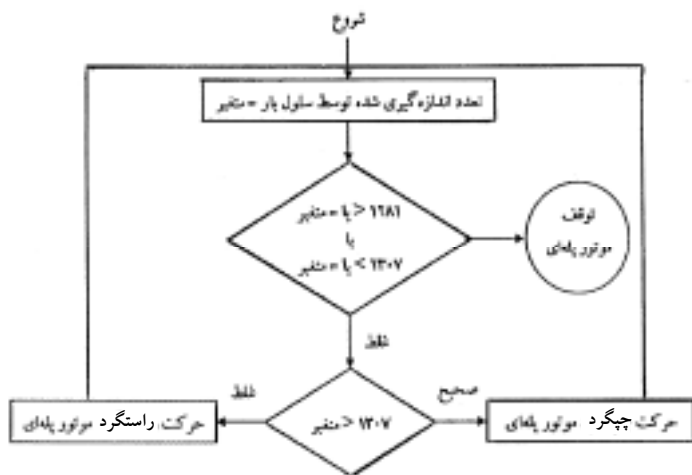 شروع
عدد اندازه‌گیری شده توسط سلول بار = متغیر
۱۲۸۱ < یا = متغیر
یا
۱۳۰۷ > یا = متغیر
توقف
موتور پله‌ای
غلط
۱۳۰۷ < متغیر
صحیح
حرکت چپگرد موتور پله‌ای
غلط
حرکت راستگرد موتور پله‌ای